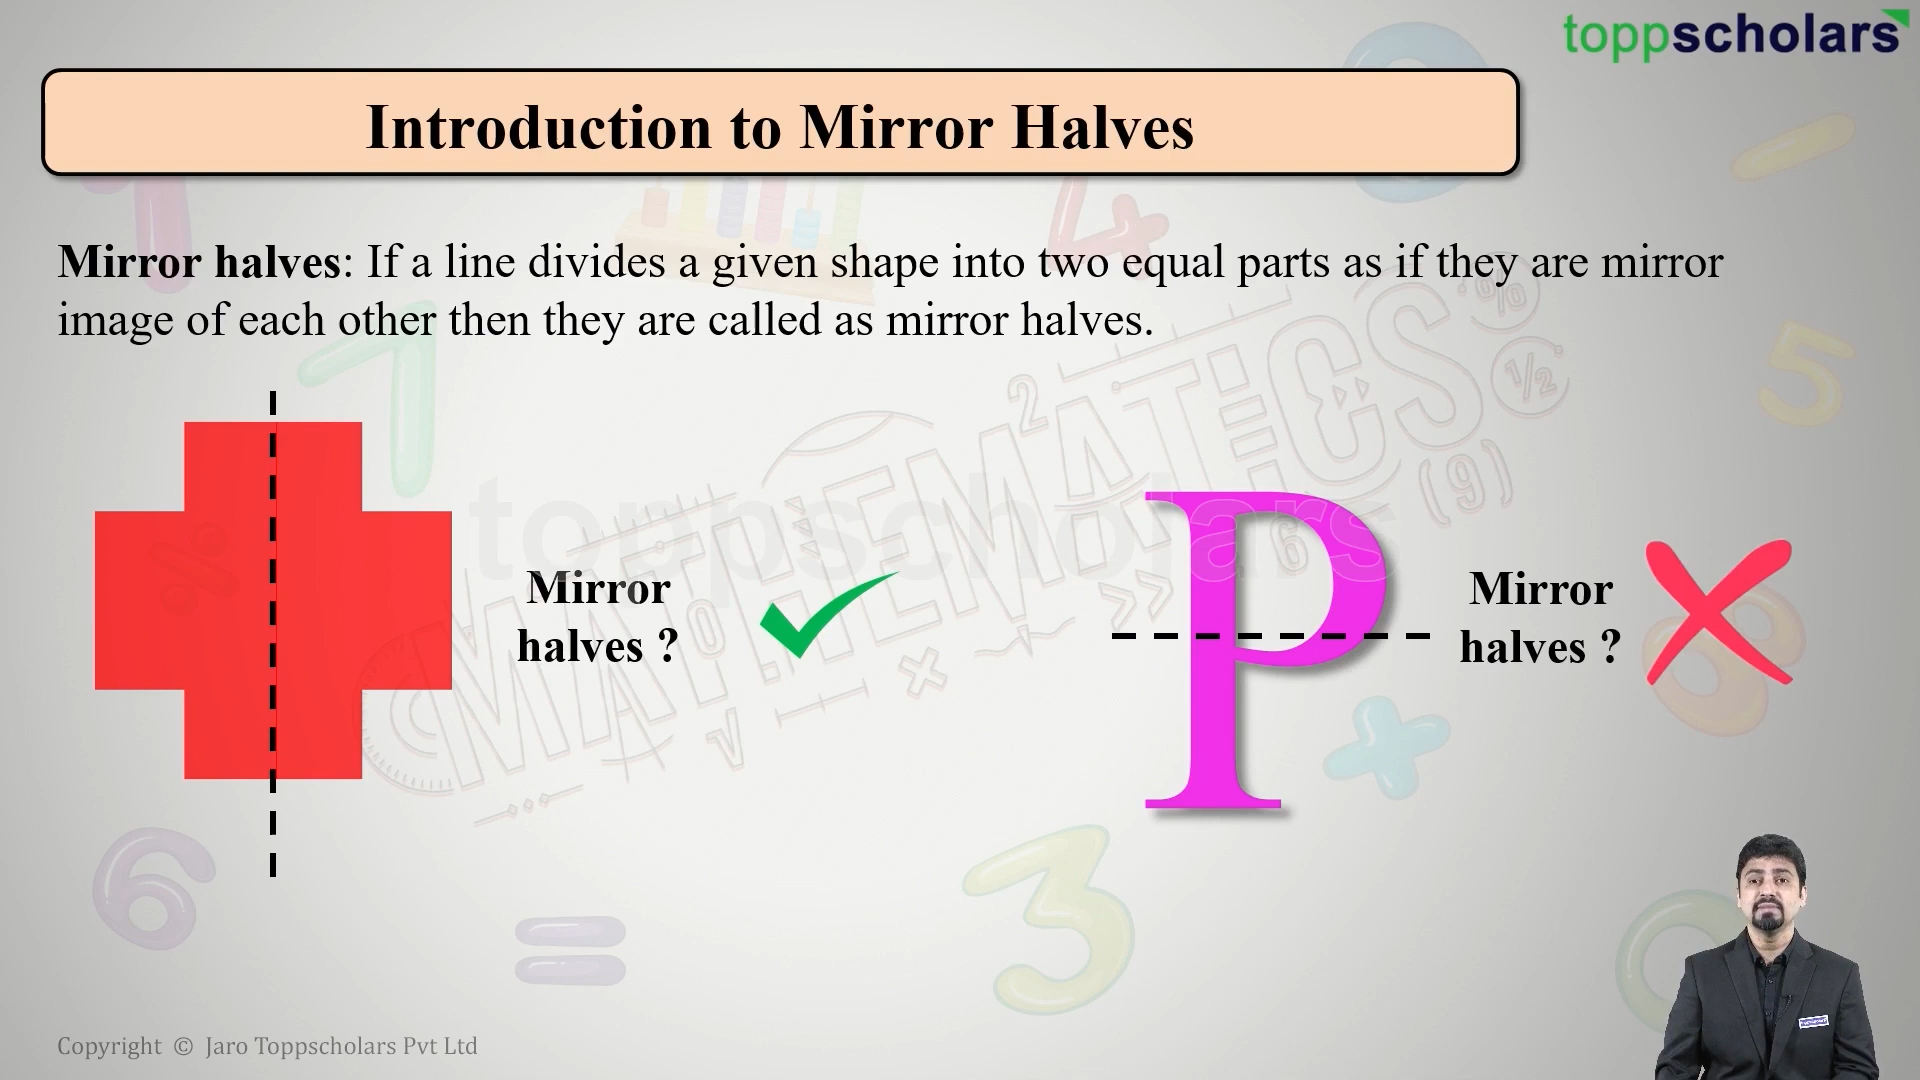 toppscholars
Introduction to Mirror Halves
Mirror halves: If a line divides a given shape into two equal parts as if they are mirror
image of each other then they are called as mirror halves.
toppscholars
MATHEMATICS
Mirror
halves ?
P
Mirror
halves ?
Copyright © Jaro Toppscholars Pvt Ltd